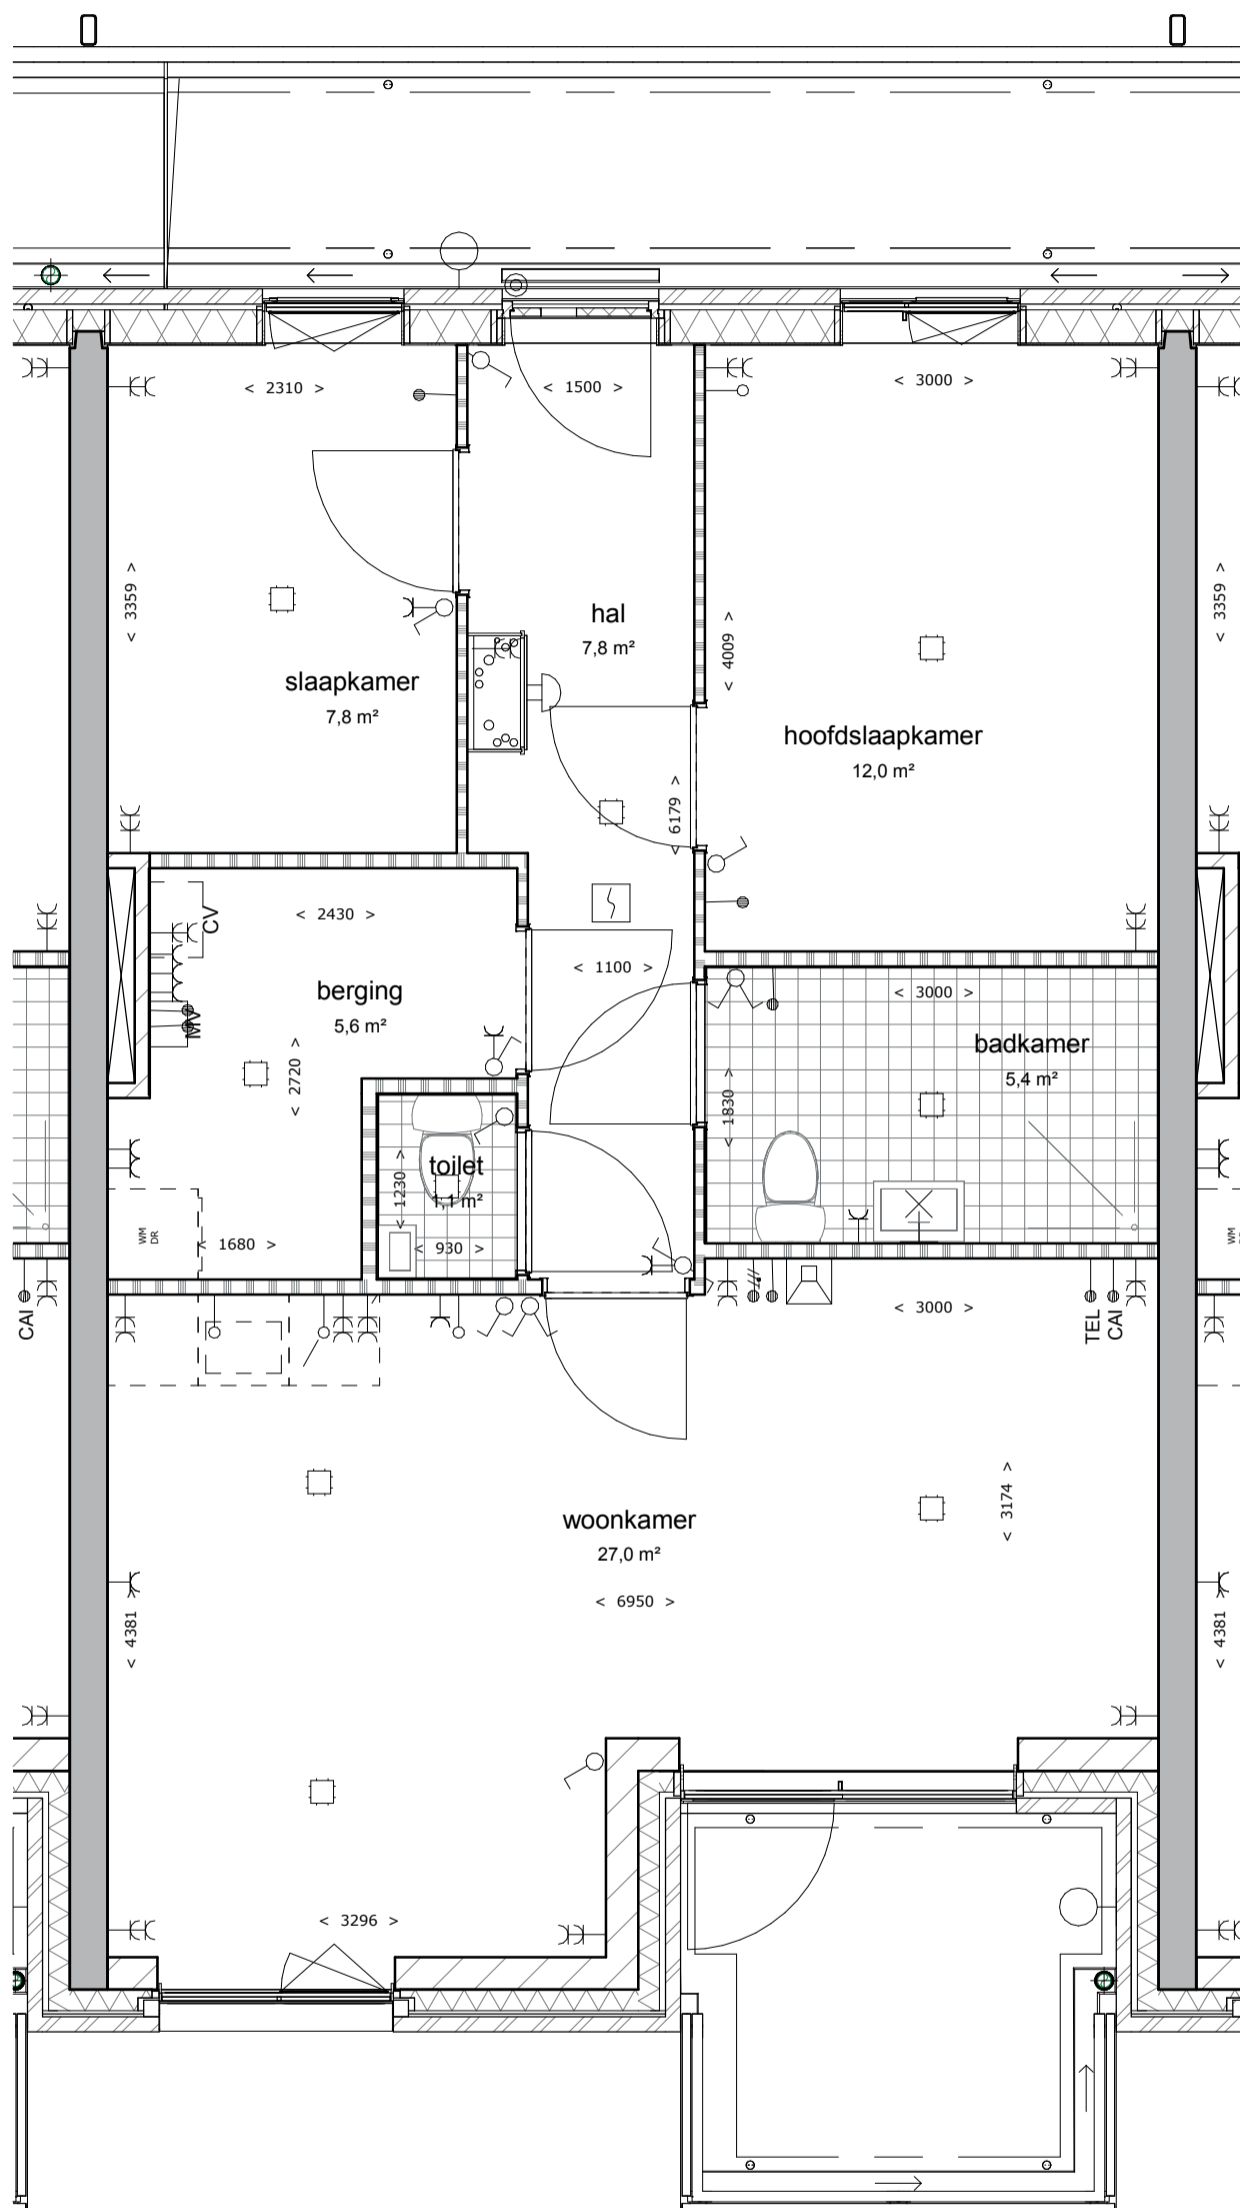 < 2310 >
< 1500 >
< 3000 >
< 3359 >
hal
7,8 m²
< 4009 >
< 3359 >
slaapkamer
7,8 m²
hoofdslaapkamer
12,0 m²
< 6179 >
CV
< 2430 >
< 1100 >
< 3000 >
berging
5,6 m²
MV
badkamer
5,4 m²
< 2720 >
< 1830 >
toilet
1,1 m²
< 1230 >
WM
DR
< 1680 >
< 930 >
WM
CAI
< 3000 >
TEL
CAI
< 3174 >
woonkamer
27,0 m²
< 6950 >
< 4381 >
< 4381 >
< 3296 >